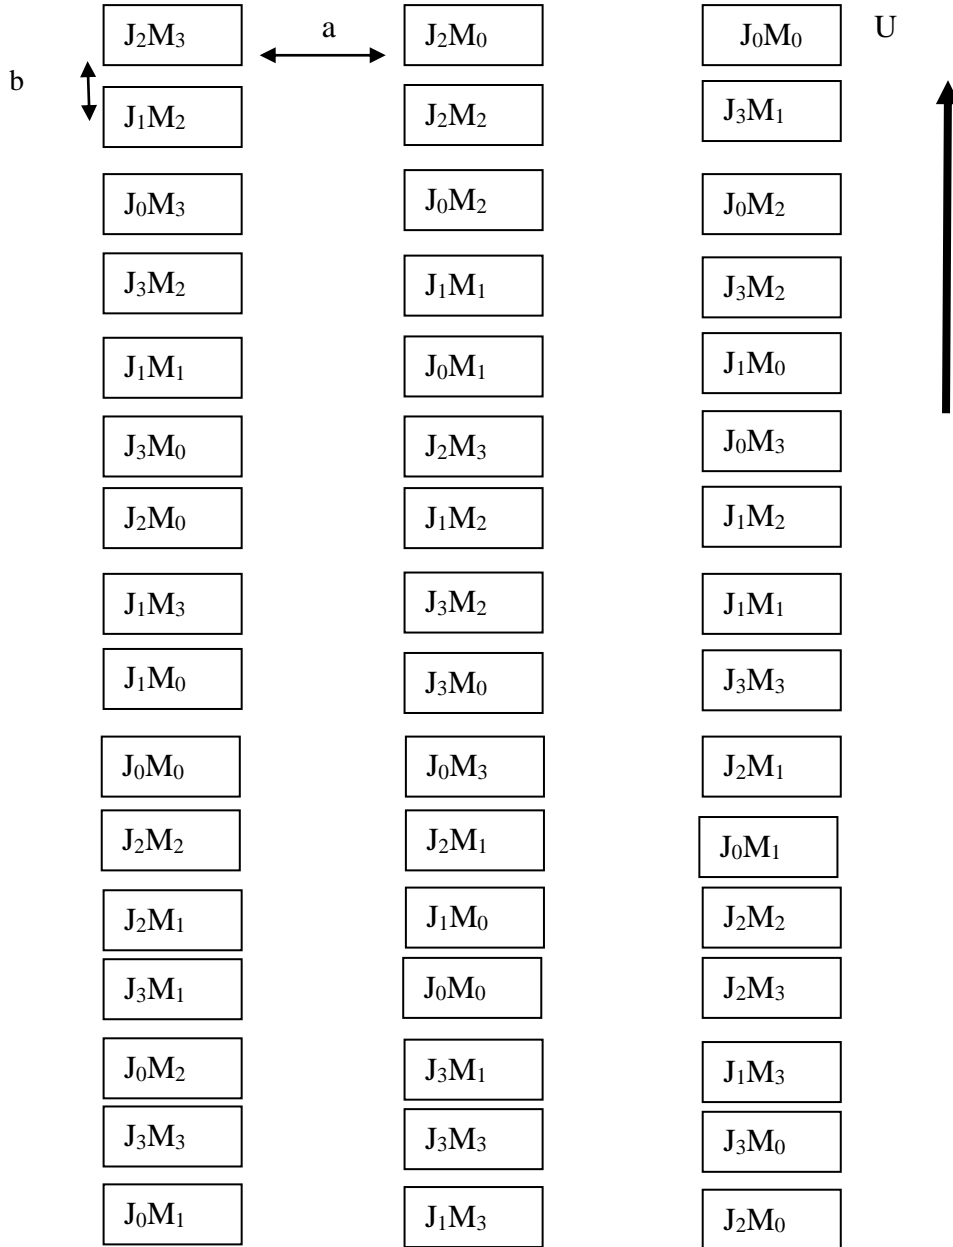 J₂M₃ a J₂M₀ J₀M₀ U
b
J₁M₂ J₂M₂ J₃M₁
J₀M₃ J₀M₂ J₀M₂
J₃M₂ J₁M₁ J₃M₂
J₁M₁ J₀M₁ J₁M₀
J₃M₀ J₂M₃ J₀M₃
J₂M₀ J₁M₂ J₁M₂
J₁M₃ J₃M₂ J₁M₁
J₁M₀ J₃M₀ J₃M₃
J₀M₀ J₀M₃ J₂M₁
J₂M₂ J₂M₁ J₀M₁
J₂M₁ J₁M₀ J₂M₂
J₃M₁ J₀M₀ J₂M₃
J₀M₂ J₃M₁ J₁M₃
J₃M₃ J₃M₃ J₃M₀
J₀M₁ J₁M₃ J₂M₀